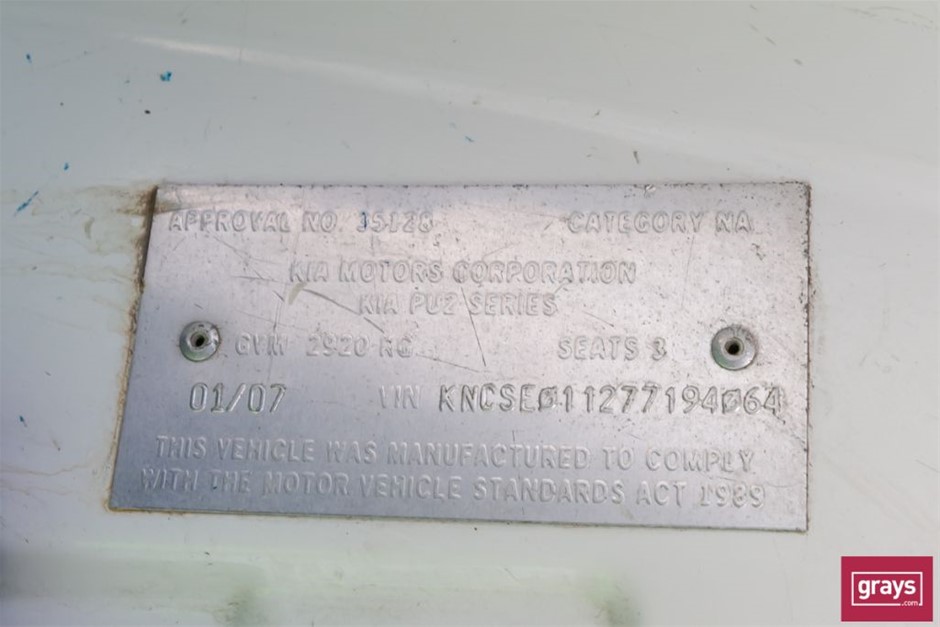 APPROVAL NO. 15128 CATEGORY NA
KIA MOTORS CORPORATION
KIA PU2 SERIES
GVM 2920 KG SEATS 3
01/07 VIN KNCSE011277194064
THIS VEHICLE WAS MANUFACTURED TO COMPLY
WITH THE MOTOR VEHICLE STANDARDS ACT 1989
grays.com